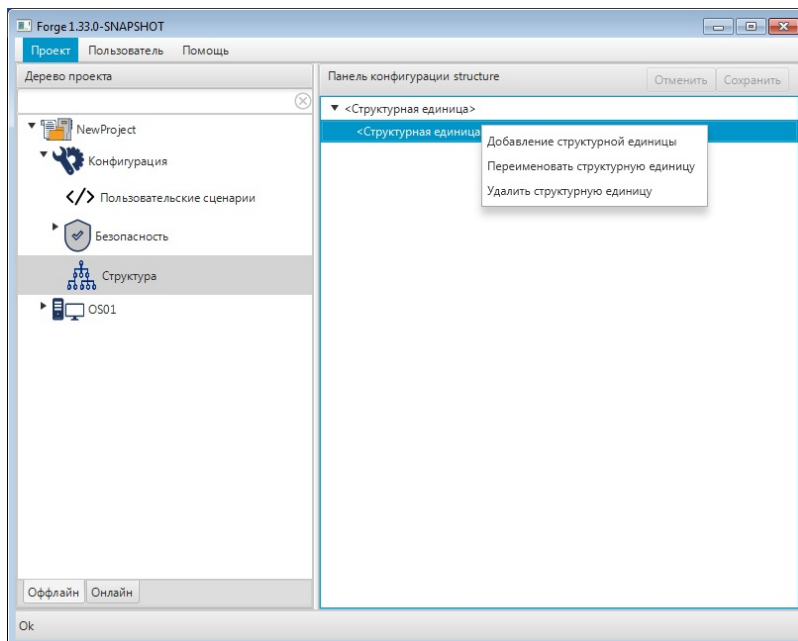 Forge 1.33.0-SNAPSHOT
Проект Пользователь Помощь
Дерево проекта
Панель конфигурации structure
Отменить Сохранить
NewProject
Конфигурация
Пользовательские сценарии
Безопасность
Структура
OS01
<Структурная единица>
<Структурная единица
Добавление структурной единицы
Переименовать структурную единицу
Удалить структурную единицу
Оффлайн Онлайн
Ok